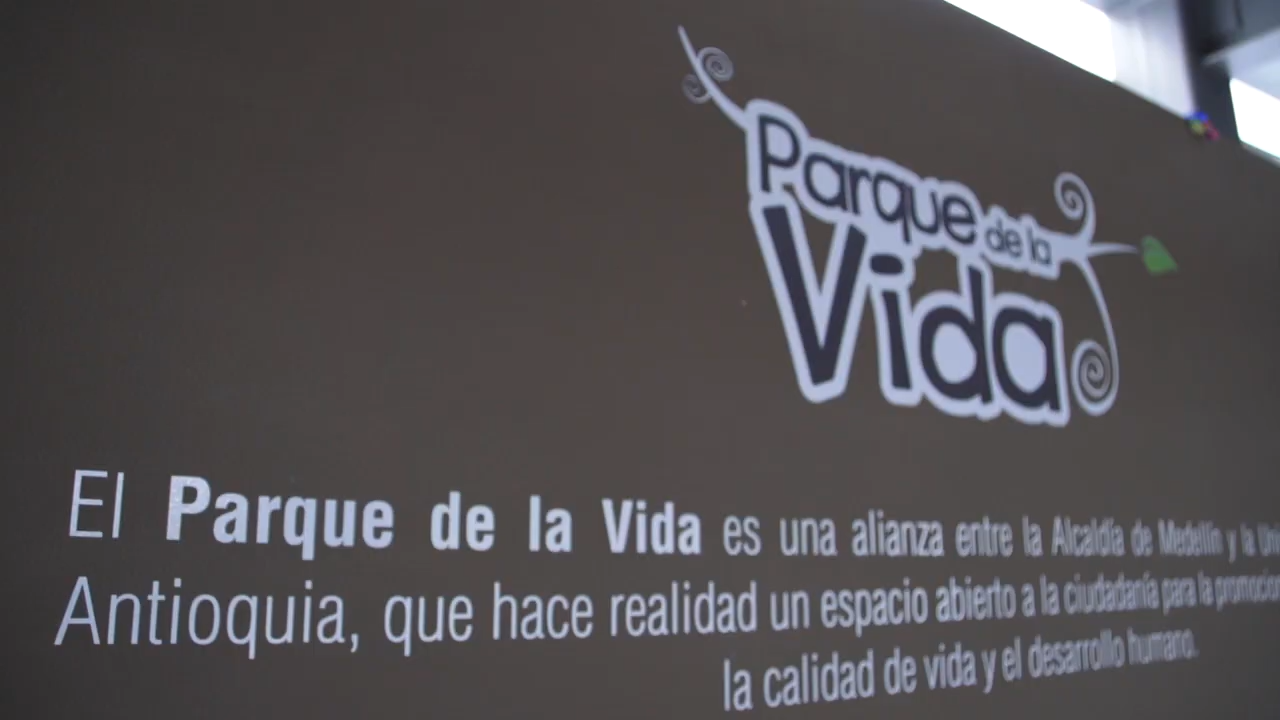 Parque de la
Vida
El Parque de la Vida es una alianza entre la Alcaldía de Medellín y la
Antioquia, que hace realidad un espacio abierto a la ciudadanía para la
la calidad de vida y el desarrollo humano.